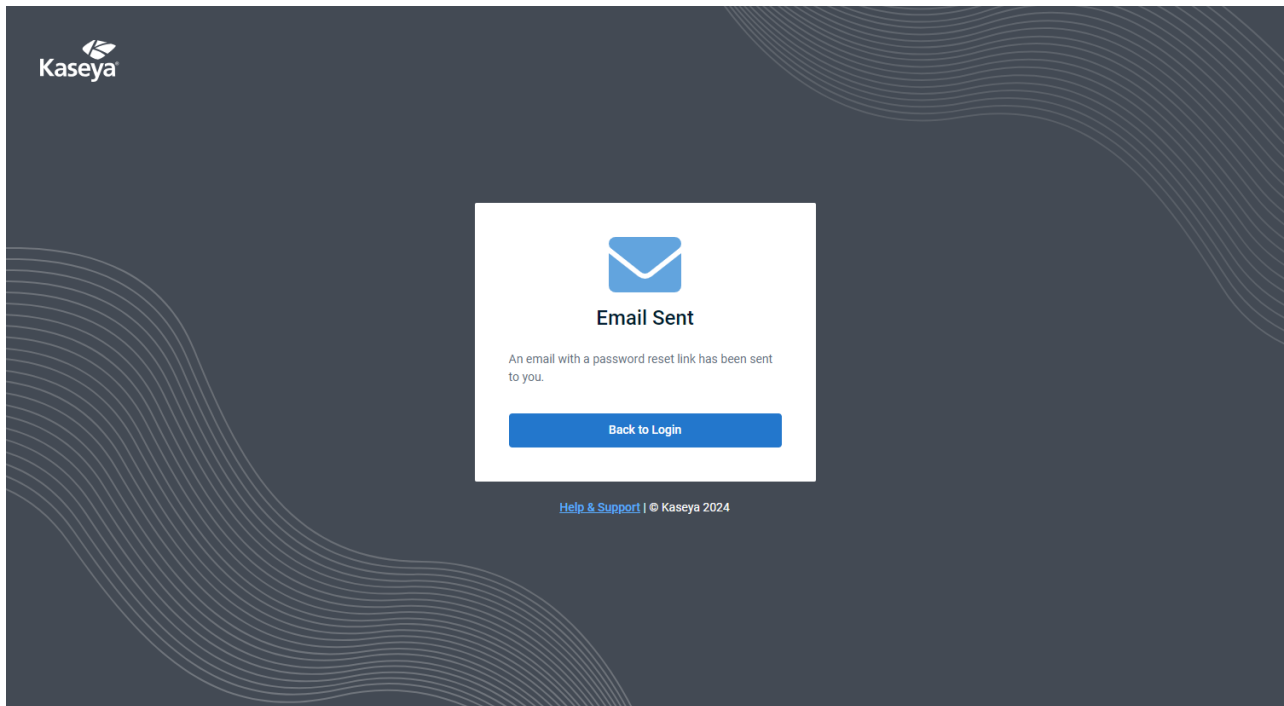 Kaseya
Email Sent
An email with a password reset link has been sent
to you.
Back to Login
Help & Support | © Kaseya 2024